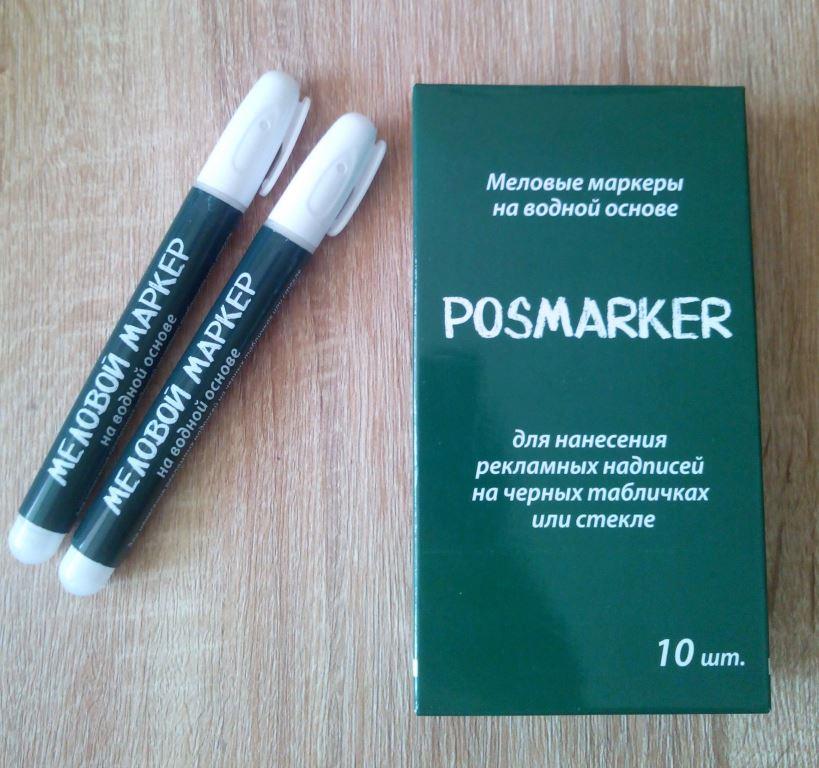 МЕЛОВОЙ МАРКЕР
на водной основе
МЕЛОВОЙ МАРКЕР
на водной основе
Меловые маркеры
на водной основе
POSMARKER
для нанесения
рекламных надписей
на черных табличках
или стекле
10 шт.